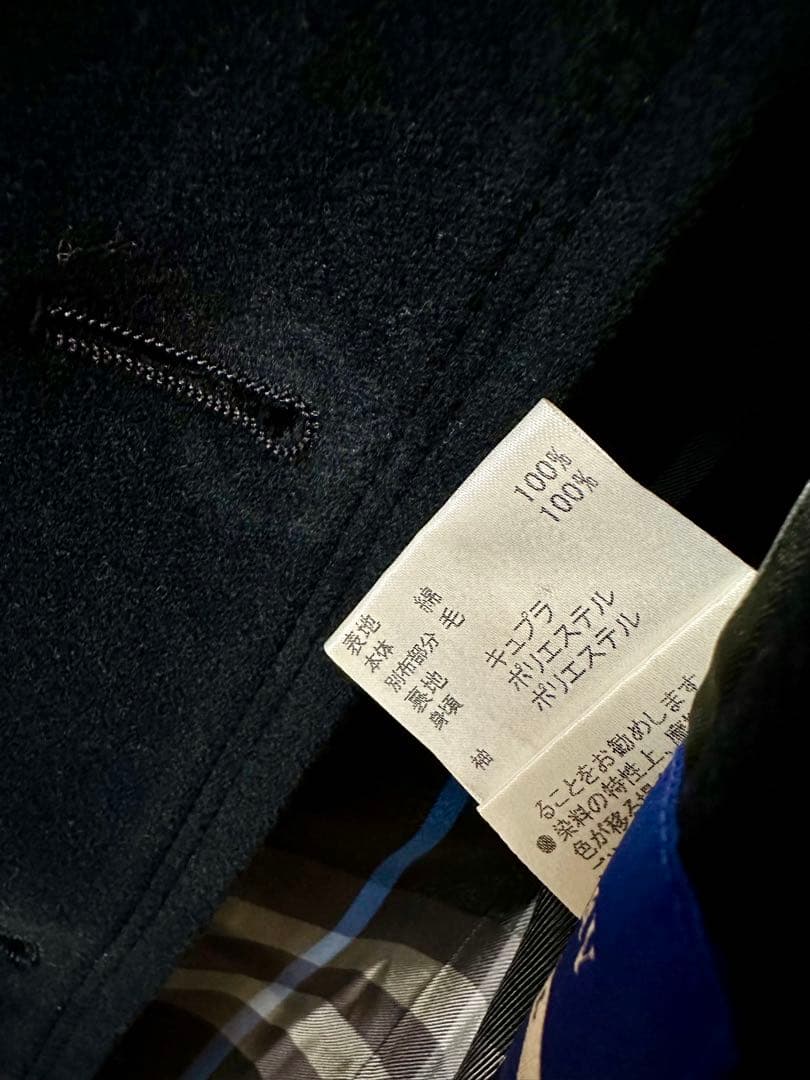 表地
本体 綿 100%
別布部分 毛 100%
裏地
身頃 キュプラ
ポリエステル
袖 ポリエステル
ることをお勧めします
●染料の特性上、
色が移る